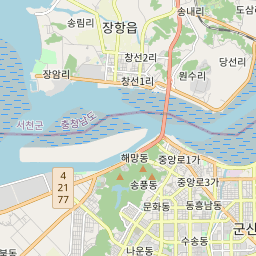 송내리
도삼리
송림리
장항읍
창선2리
당선리
장암리
창선1리
원수리
서천군
충청남도
해망동
중앙로1가
4
21
77
송풍동
중앙로3가
문화동
동흥남동
군산
수송동
나운동